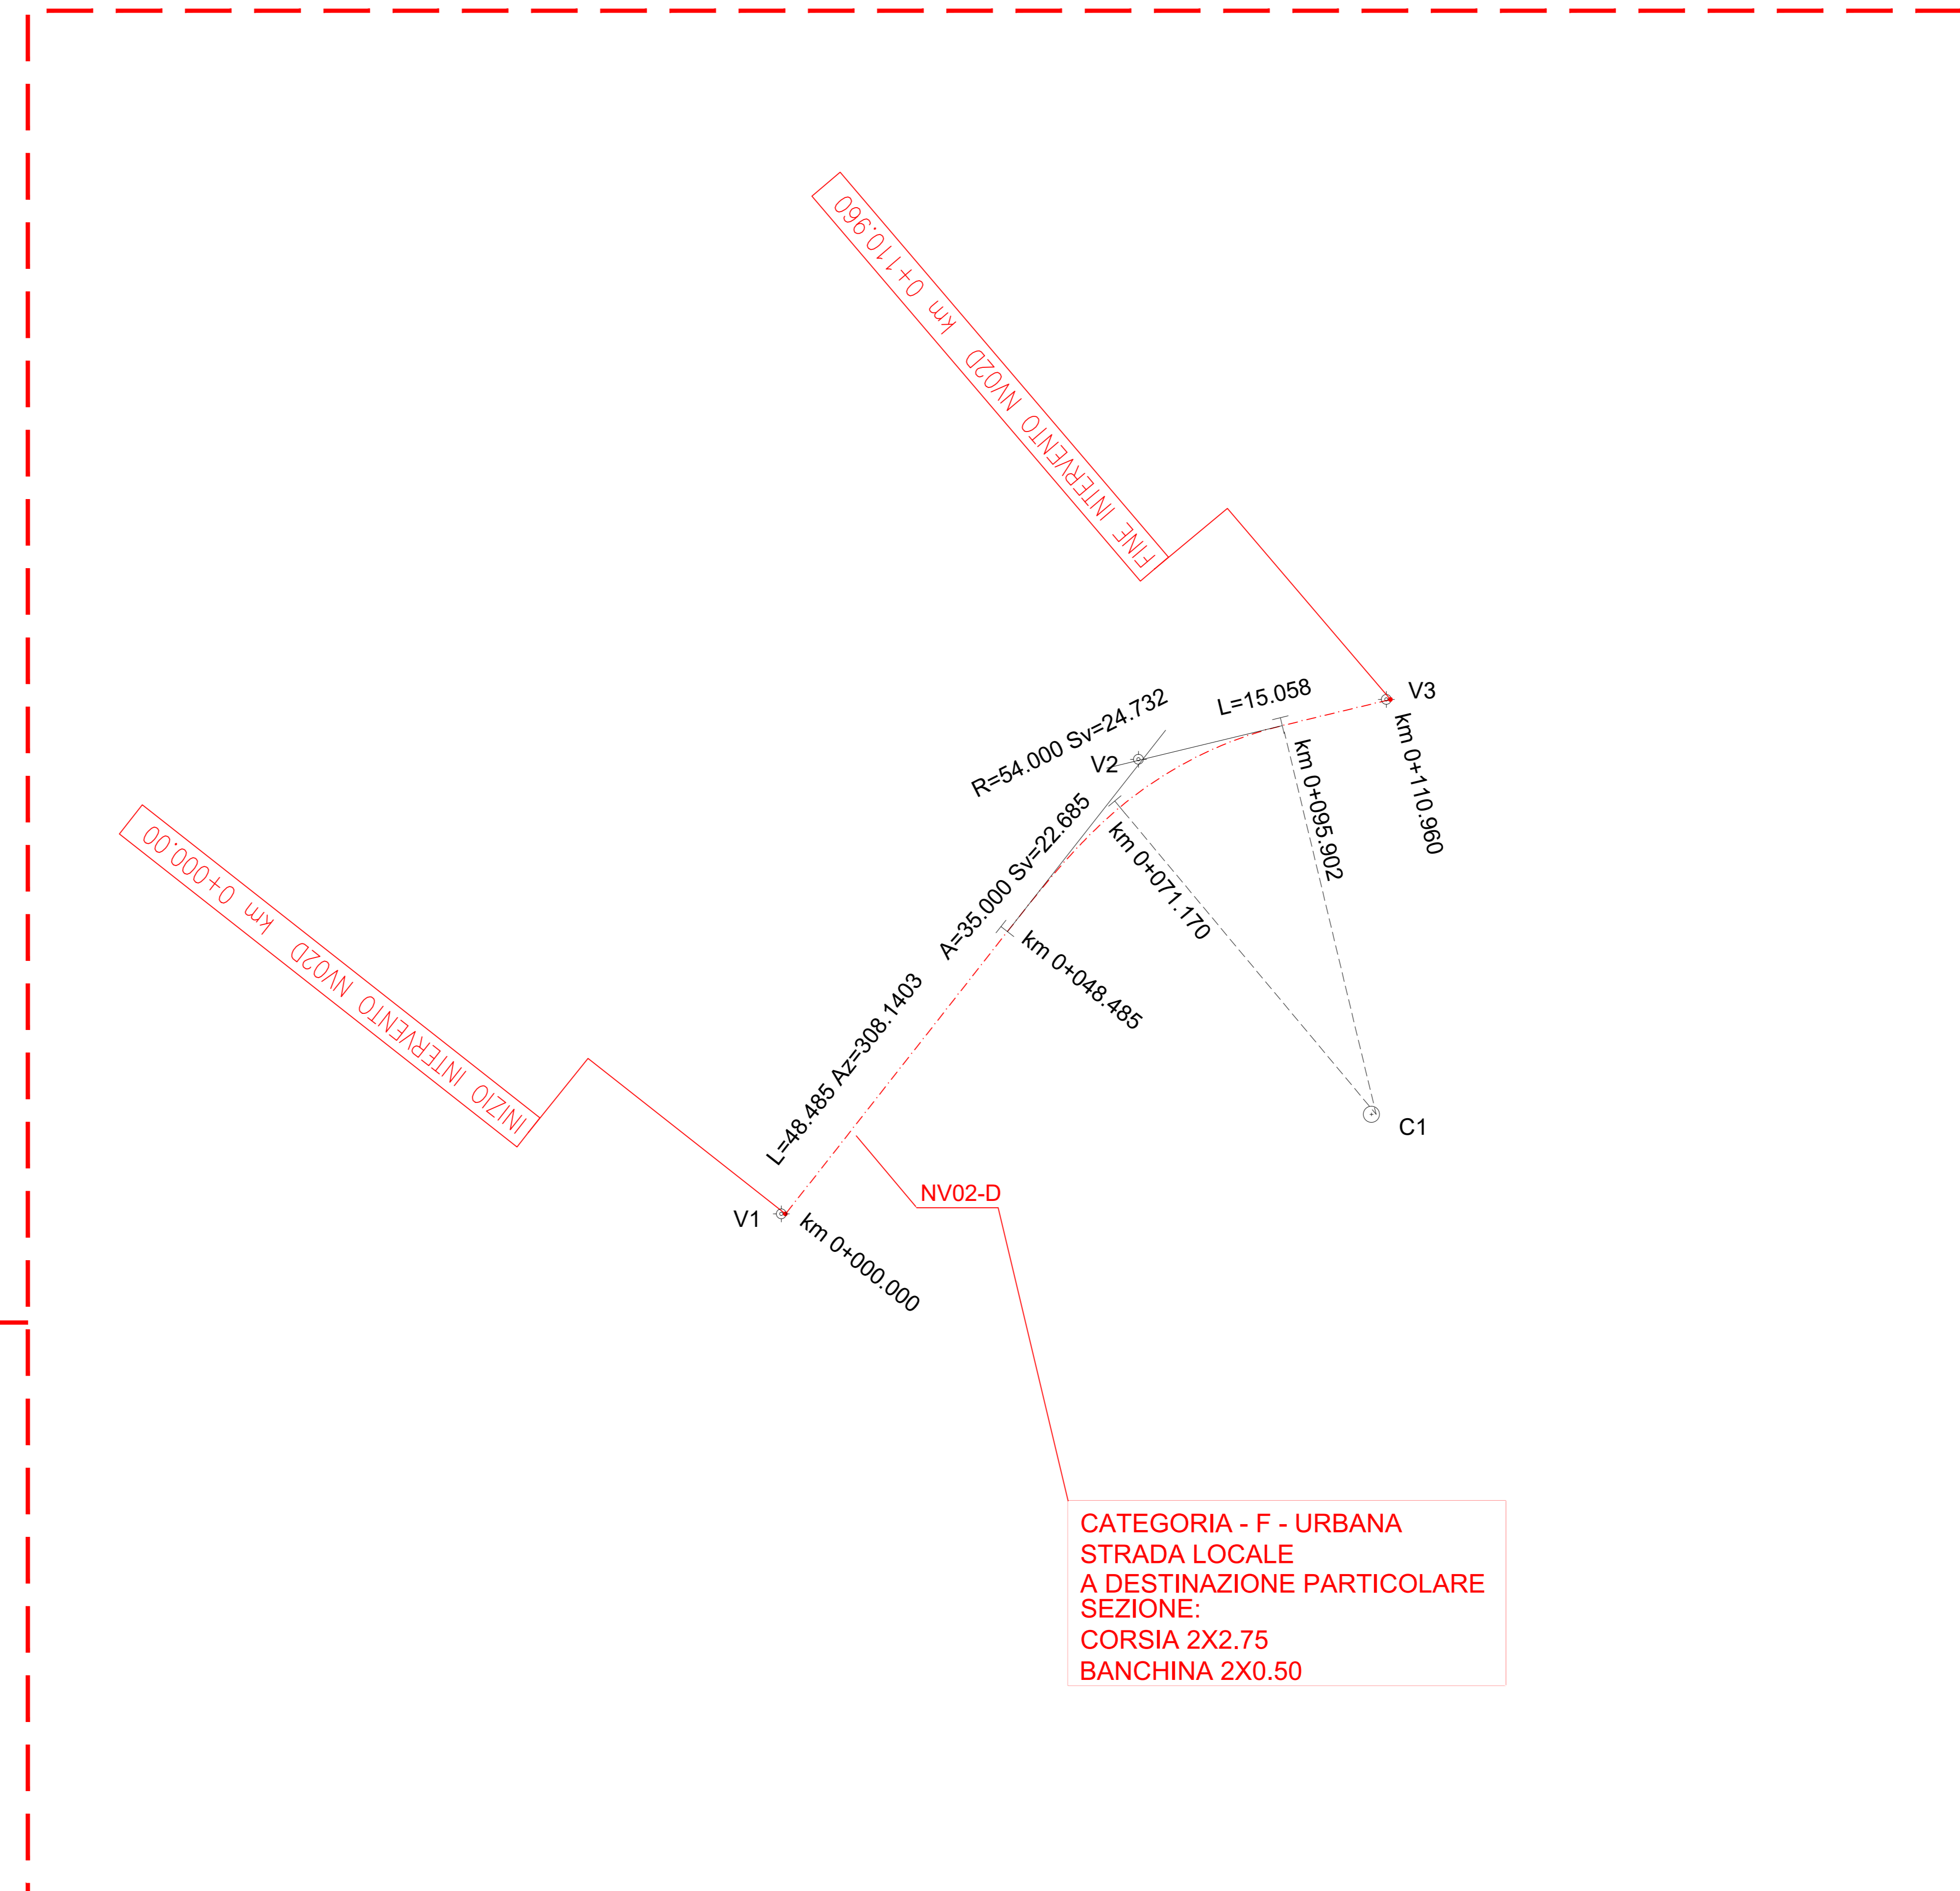 FINE INTERVENTO NV02D km 0+110.960
V3
L=15.058
km 0+110.960
R=54.000 Sv=24.732
V2
km 0+095.902
A=35.000 Sv=22.685
km 0+071.170
INIZIO INTERVENTO NV02D km 0+000.00
km 0+048.485
L=48.485 Az=308.1403
C1
NV02-D
V1
km 0+000.000
CATEGORIA - F - URBANA
STRADA LOCALE
A DESTINAZIONE PARTICOLARE
SEZIONE:
CORSIA 2X2.75
BANCHINA 2X0.50